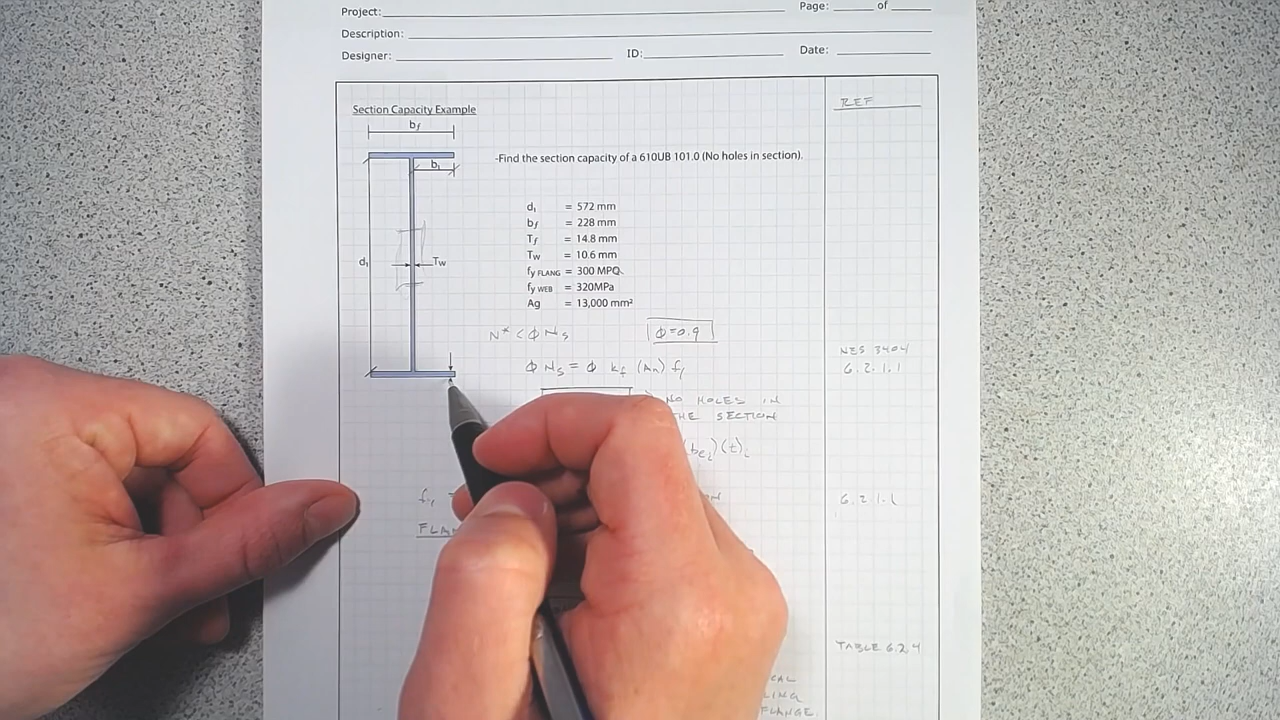 Project: Page: of
Description:
Designer: ID: Date:
Section Capacity Example
REF
bf
-Find the section capacity of a 610UB 101.0 (No holes in section).
b1
d1 = 572 mm
bf = 228 mm
Tf = 14.8 mm
Tw = 10.6 mm
fy FLANG = 300 MPa
fy WEB = 320MPa
Ag = 13,000 mm²
d1
Tw
N* < Φ Ns Φ=0.9
Φ Ns = Φ kf (An) fy
NZS 3404
6.2.1.1
NO HOLES IN
THE SECTION
(bei)(t)i
fy =
6.2.1.1
TABLE 6.2.4
FLANGE.